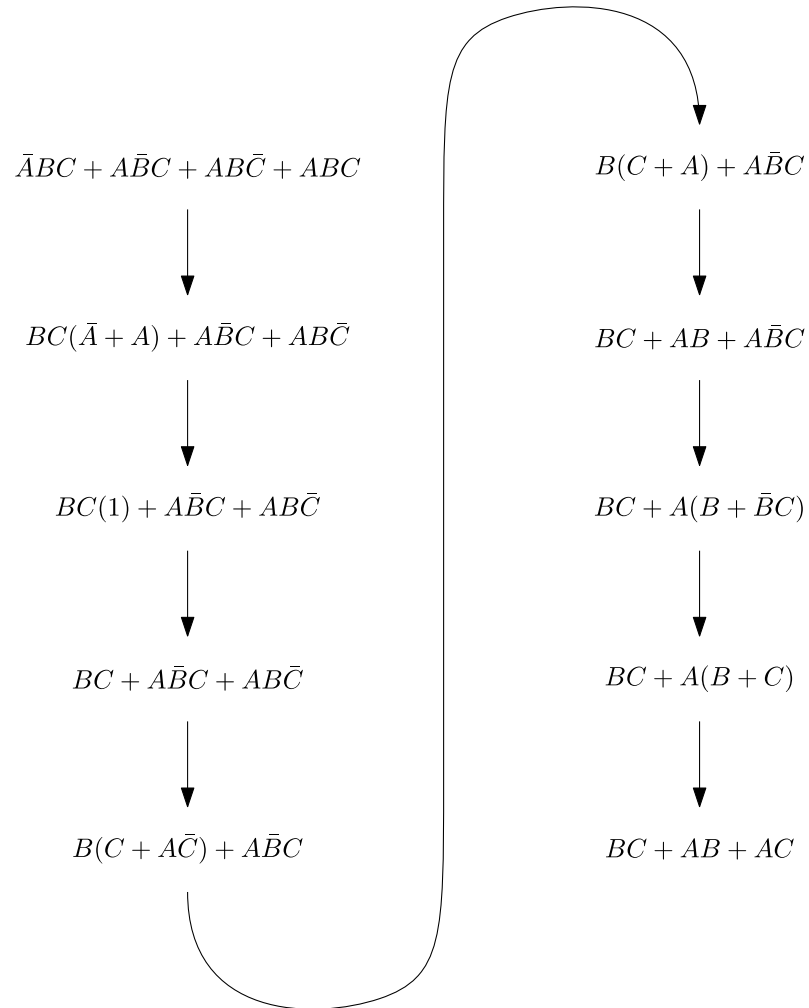 A̅BC + AB̅C + ABC̅ + ABC
BC(A̅ + A) + AB̅C + ABC̅
BC(1) + AB̅C + ABC̅
BC + AB̅C + ABC̅
B(C + AC̅) + AB̅C
B(C + A) + AB̅C
BC + AB + AB̅C
BC + A(B + B̅C)
BC + A(B + C)
BC + AB + AC